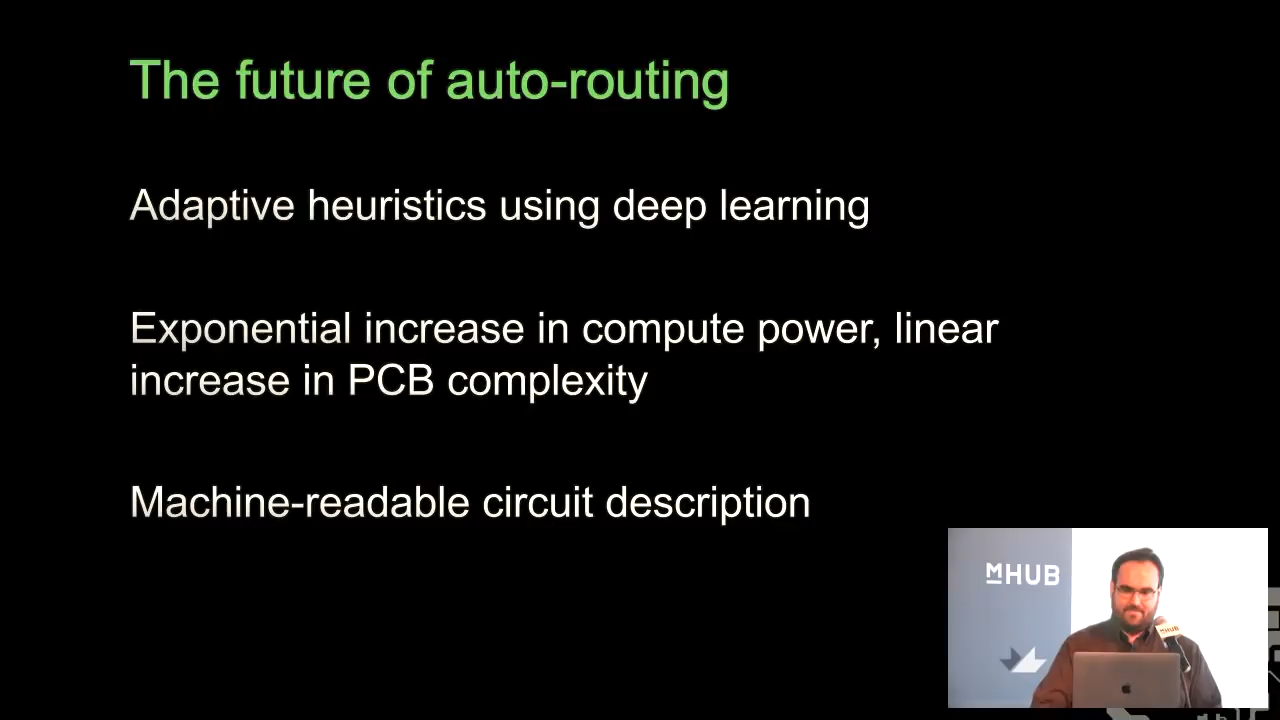 The future of auto-routing
Adaptive heuristics using deep learning
Exponential increase in compute power, linear
increase in PCB complexity
Machine-readable circuit description
MHUB
MHUB